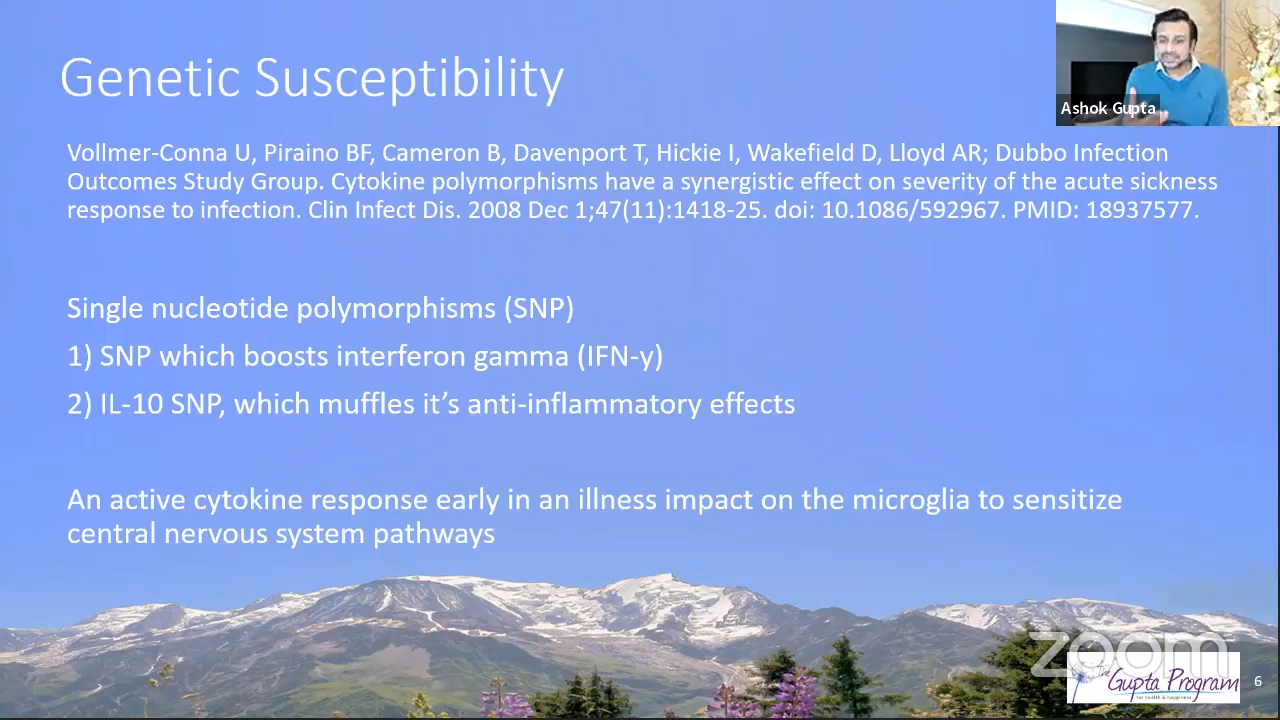 Genetic Susceptibility
Ashok Gupta
Vollmer-Conna U, Piraino BF, Cameron B, Davenport T, Hickie I, Wakefield D, Lloyd AR; Dubbo Infection
Outcomes Study Group. Cytokine polymorphisms have a synergistic effect on severity of the acute sickness
response to infection. Clin Infect Dis. 2008 Dec 1;47(11):1418-25. doi: 10.1086/592967. PMID: 18937577.
Single nucleotide polymorphisms (SNP)
1) SNP which boosts interferon gamma (IFN-y)
2) IL-10 SNP, which muffles it’s anti-inflammatory effects
An active cytokine response early in an illness impact on the microglia to sensitize
central nervous system pathways
zoom
The
Gupta Program
for health & happiness
6